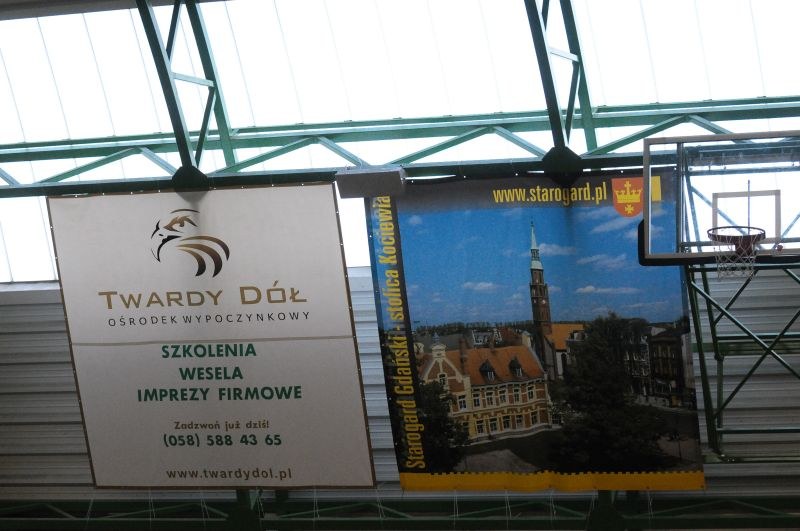 TWARDY DÓŁ
OŚRODEK WYPOCZYNKOWY
SZKOLENIA
WESELA
IMPREZY FIRMOWE
Zadzwoń już dziś!
(058) 588 43 65
www.twardydol.pl
www.starogard.pl
Starogard Gdański - stolica Kociewia